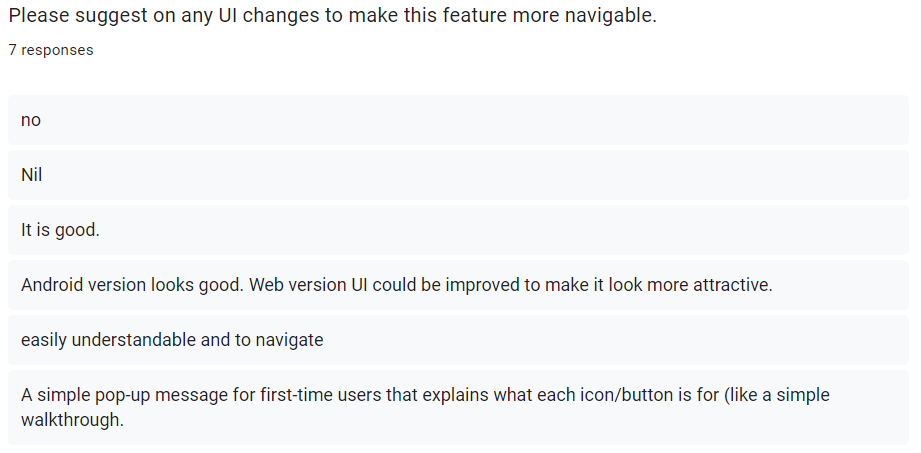 Please suggest on any UI changes to make this feature more navigable.
7 responses
no
Nil
It is good.
Android version looks good. Web version UI could be improved to make it look more attractive.
easily understandable and to navigate
A simple pop-up message for first-time users that explains what each icon/button is for (like a simple
walkthrough.